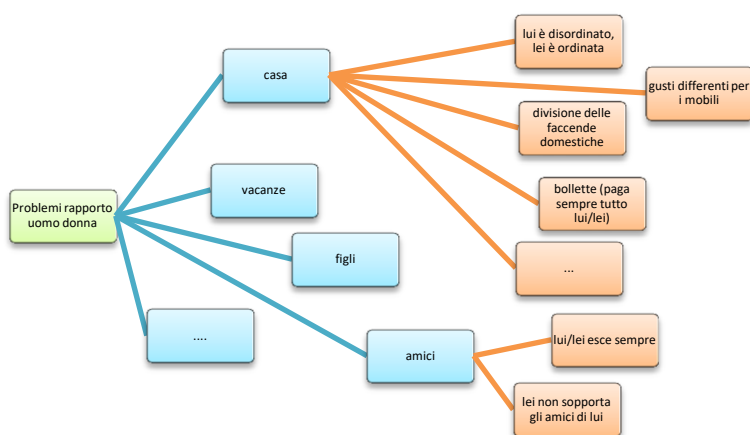 Problemi rapporto
uomo donna
casa
lui è disordinato,
lei è ordinata
gusti differenti per
i mobili
divisione delle
faccende
domestiche
bollette (paga
sempre tutto
lui/lei)
...
vacanze
figli
....
amici
lui/lei esce sempre
lei non sopporta
gli amici di lui